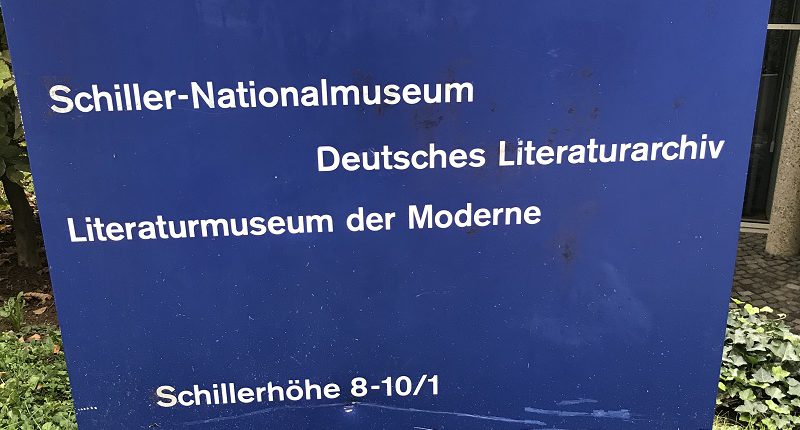 Schiller-Nationalmuseum
Deutsches Literaturarchiv
Literaturmuseum der Moderne
Schillerhöhe 8-10/1